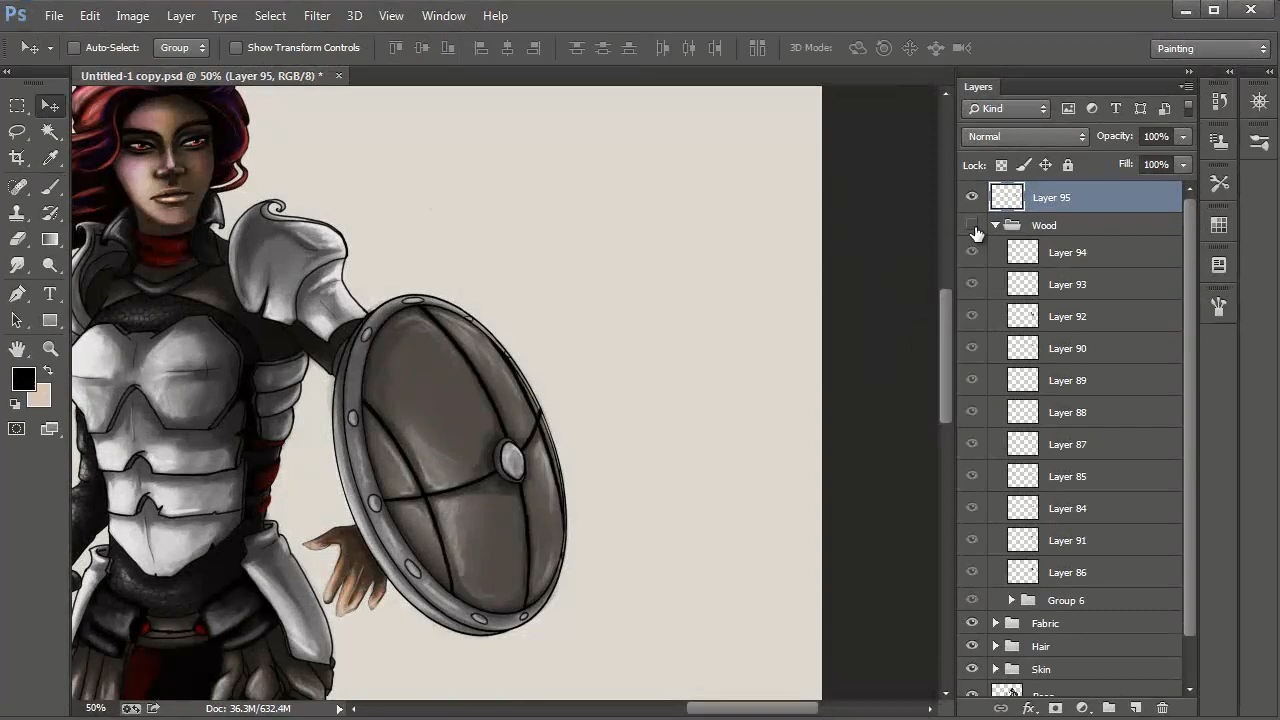 Ps File Edit Image Layer Type Select Filter 3D View Window Help
Auto-Select: Group Show Transform Controls 3D Mode: Painting
Untitled-1 copy.psd @ 50% (Layer 95, RGB/8) * ×
Layers
Kind
Normal Opacity: 100%
Lock: Fill: 100%
Layer 95
Wood
Layer 94
Layer 93
Layer 92
Layer 90
Layer 89
Layer 88
Layer 87
Layer 85
Layer 84
Layer 91
Layer 86
Group 6
Fabric
Hair
Skin
50% Doc: 36.3M/632.4M